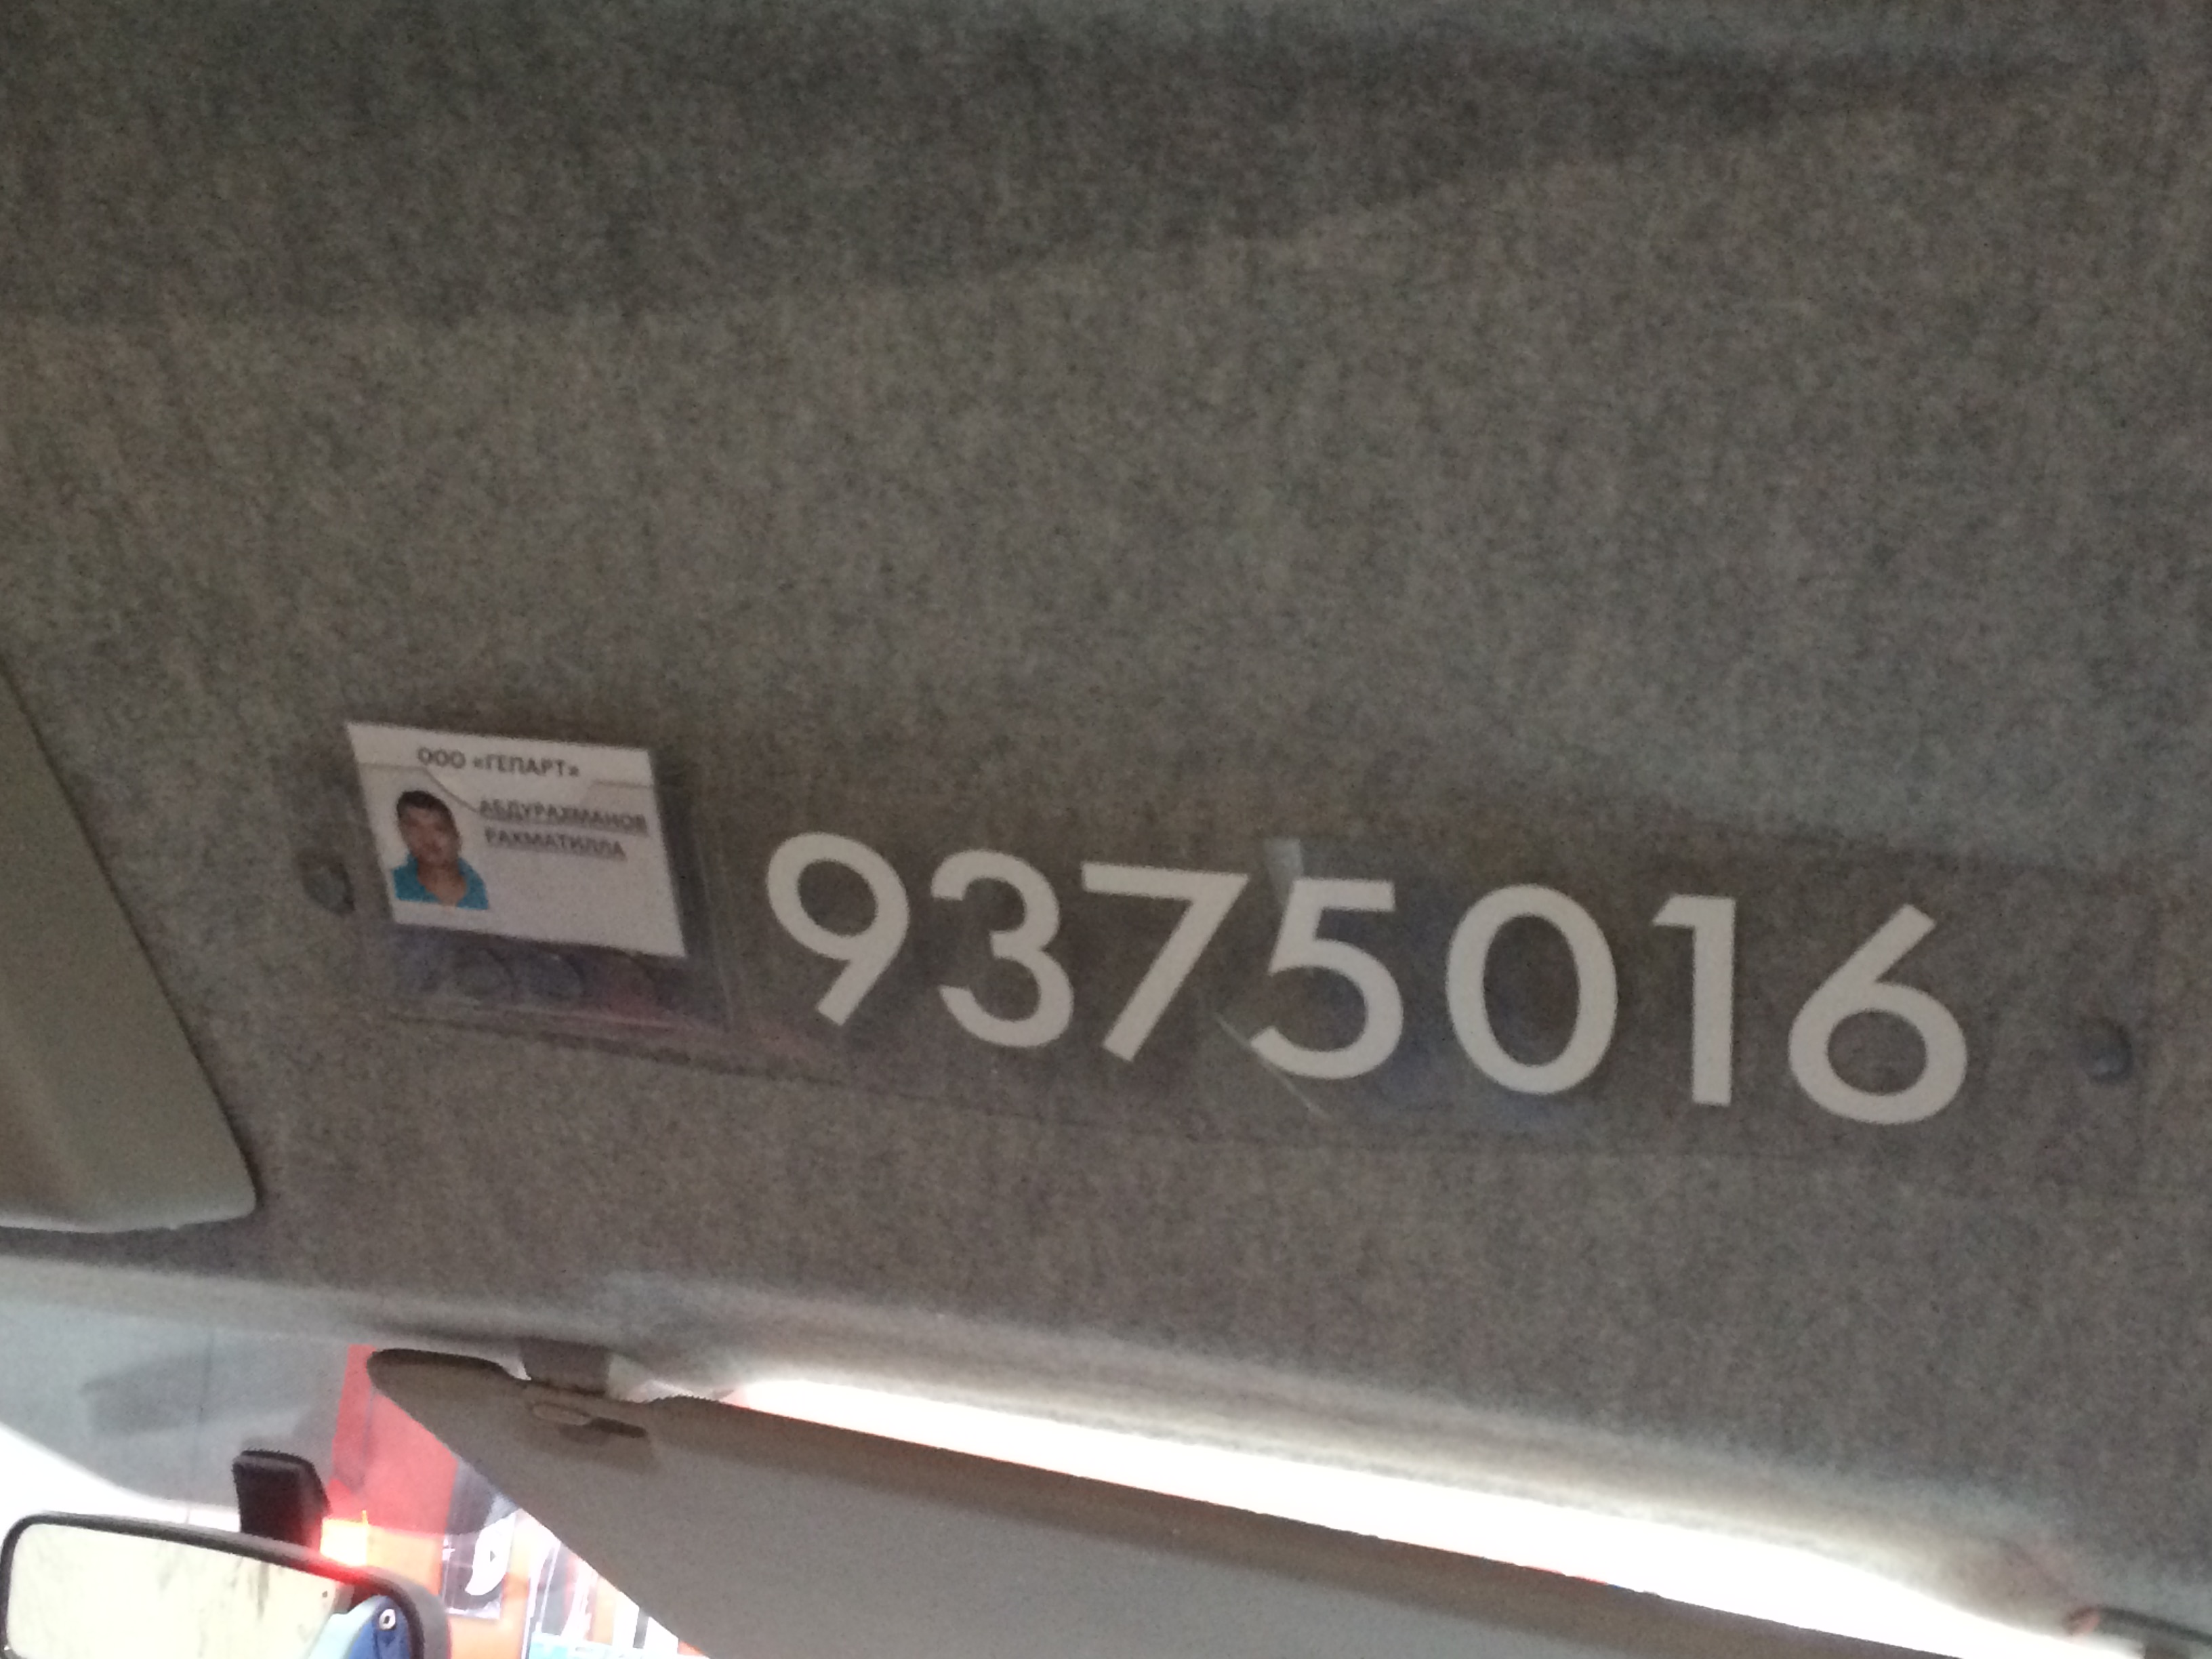 ООО «ГЕПАРТ»
АБДУРАХМАНОВ
РАХМАТИЛЛА
9375016